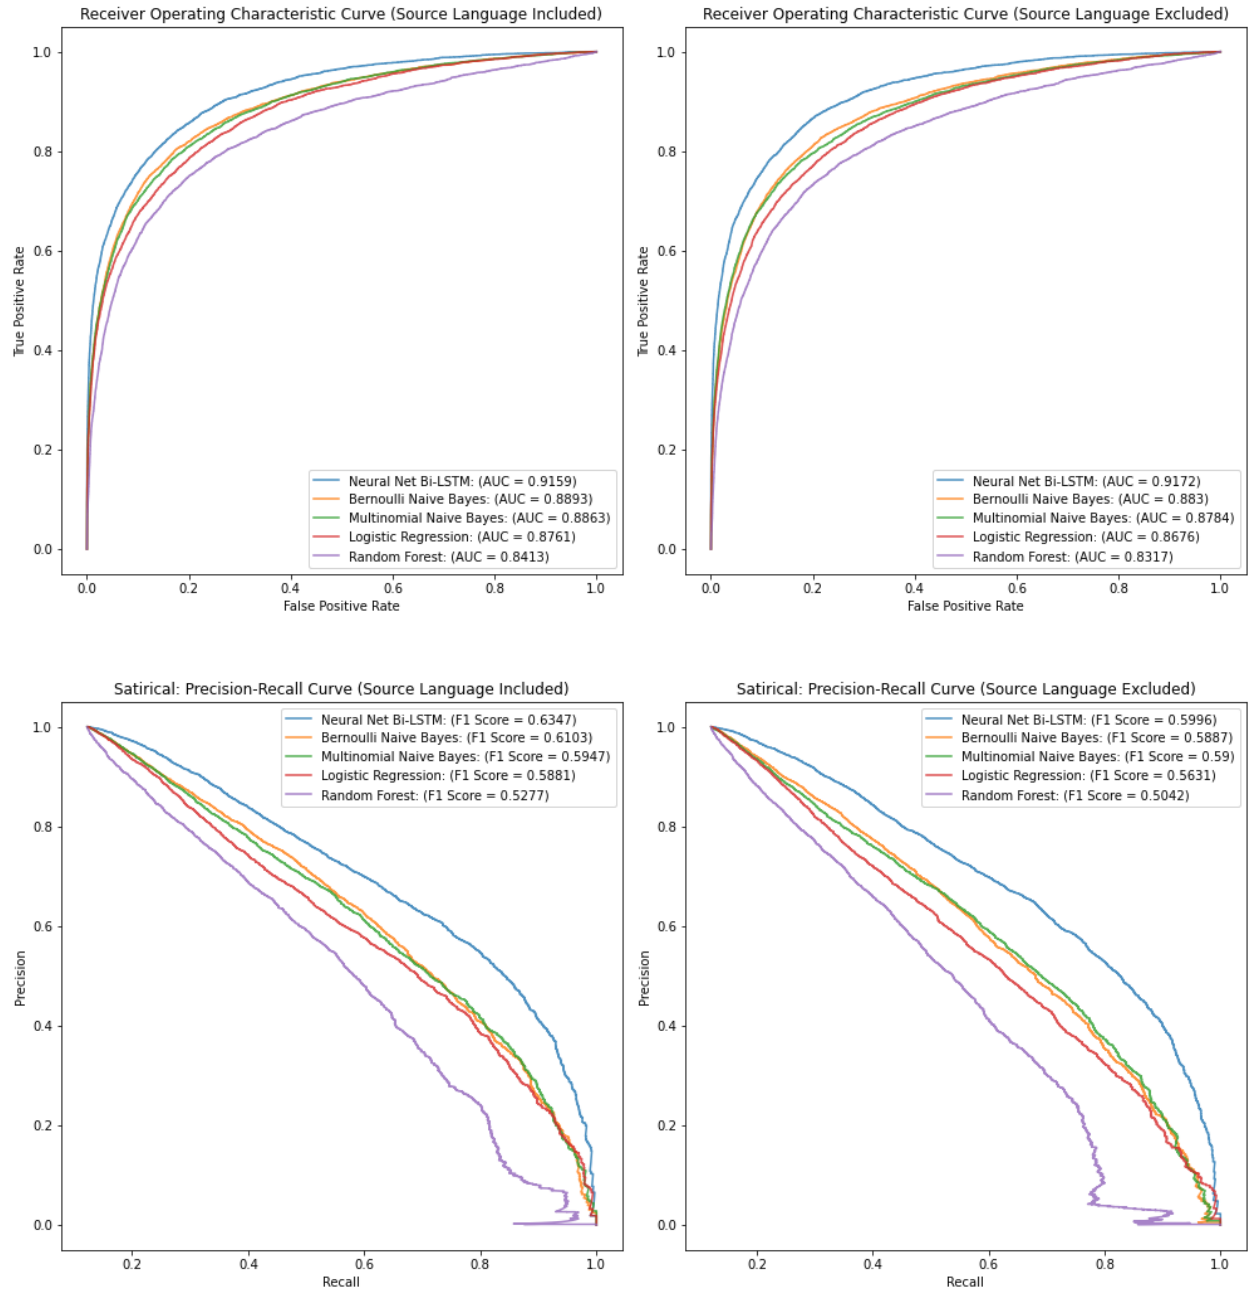 Receiver Operating Characteristic Curve (Source Language Included)
1.0
0.8
0.6
0.4
0.2
0.0
True Positive Rate
Neural Net Bi-LSTM: (AUC = 0.9159)
Bernoulli Naive Bayes: (AUC = 0.8893)
Multinomial Naive Bayes: (AUC = 0.8863)
Logistic Regression: (AUC = 0.8761)
Random Forest: (AUC = 0.8413)
0.0 0.2 0.4 0.6 0.8 1.0
False Positive Rate
Receiver Operating Characteristic Curve (Source Language Excluded)
1.0
0.8
0.6
0.4
0.2
0.0
True Positive Rate
Neural Net Bi-LSTM: (AUC = 0.9172)
Bernoulli Naive Bayes: (AUC = 0.883)
Multinomial Naive Bayes: (AUC = 0.8784)
Logistic Regression: (AUC = 0.8676)
Random Forest: (AUC = 0.8317)
0.0 0.2 0.4 0.6 0.8 1.0
False Positive Rate
Satirical: Precision-Recall Curve (Source Language Included)
Neural Net Bi-LSTM: (F1 Score = 0.6347)
Bernoulli Naive Bayes: (F1 Score = 0.6103)
Multinomial Naive Bayes: (F1 Score = 0.5947)
Logistic Regression: (F1 Score = 0.5881)
Random Forest: (F1 Score = 0.5277)
1.0
0.8
0.6
0.4
0.2
0.0
Precision
0.2 0.4 0.6 0.8 1.0
Recall
Satirical: Precision-Recall Curve (Source Language Excluded)
Neural Net Bi-LSTM: (F1 Score = 0.5996)
Bernoulli Naive Bayes: (F1 Score = 0.5887)
Multinomial Naive Bayes: (F1 Score = 0.59)
Logistic Regression: (F1 Score = 0.5631)
Random Forest: (F1 Score = 0.5042)
1.0
0.8
0.6
0.4
0.2
0.0
Precision
0.2 0.4 0.6 0.8 1.0
Recall